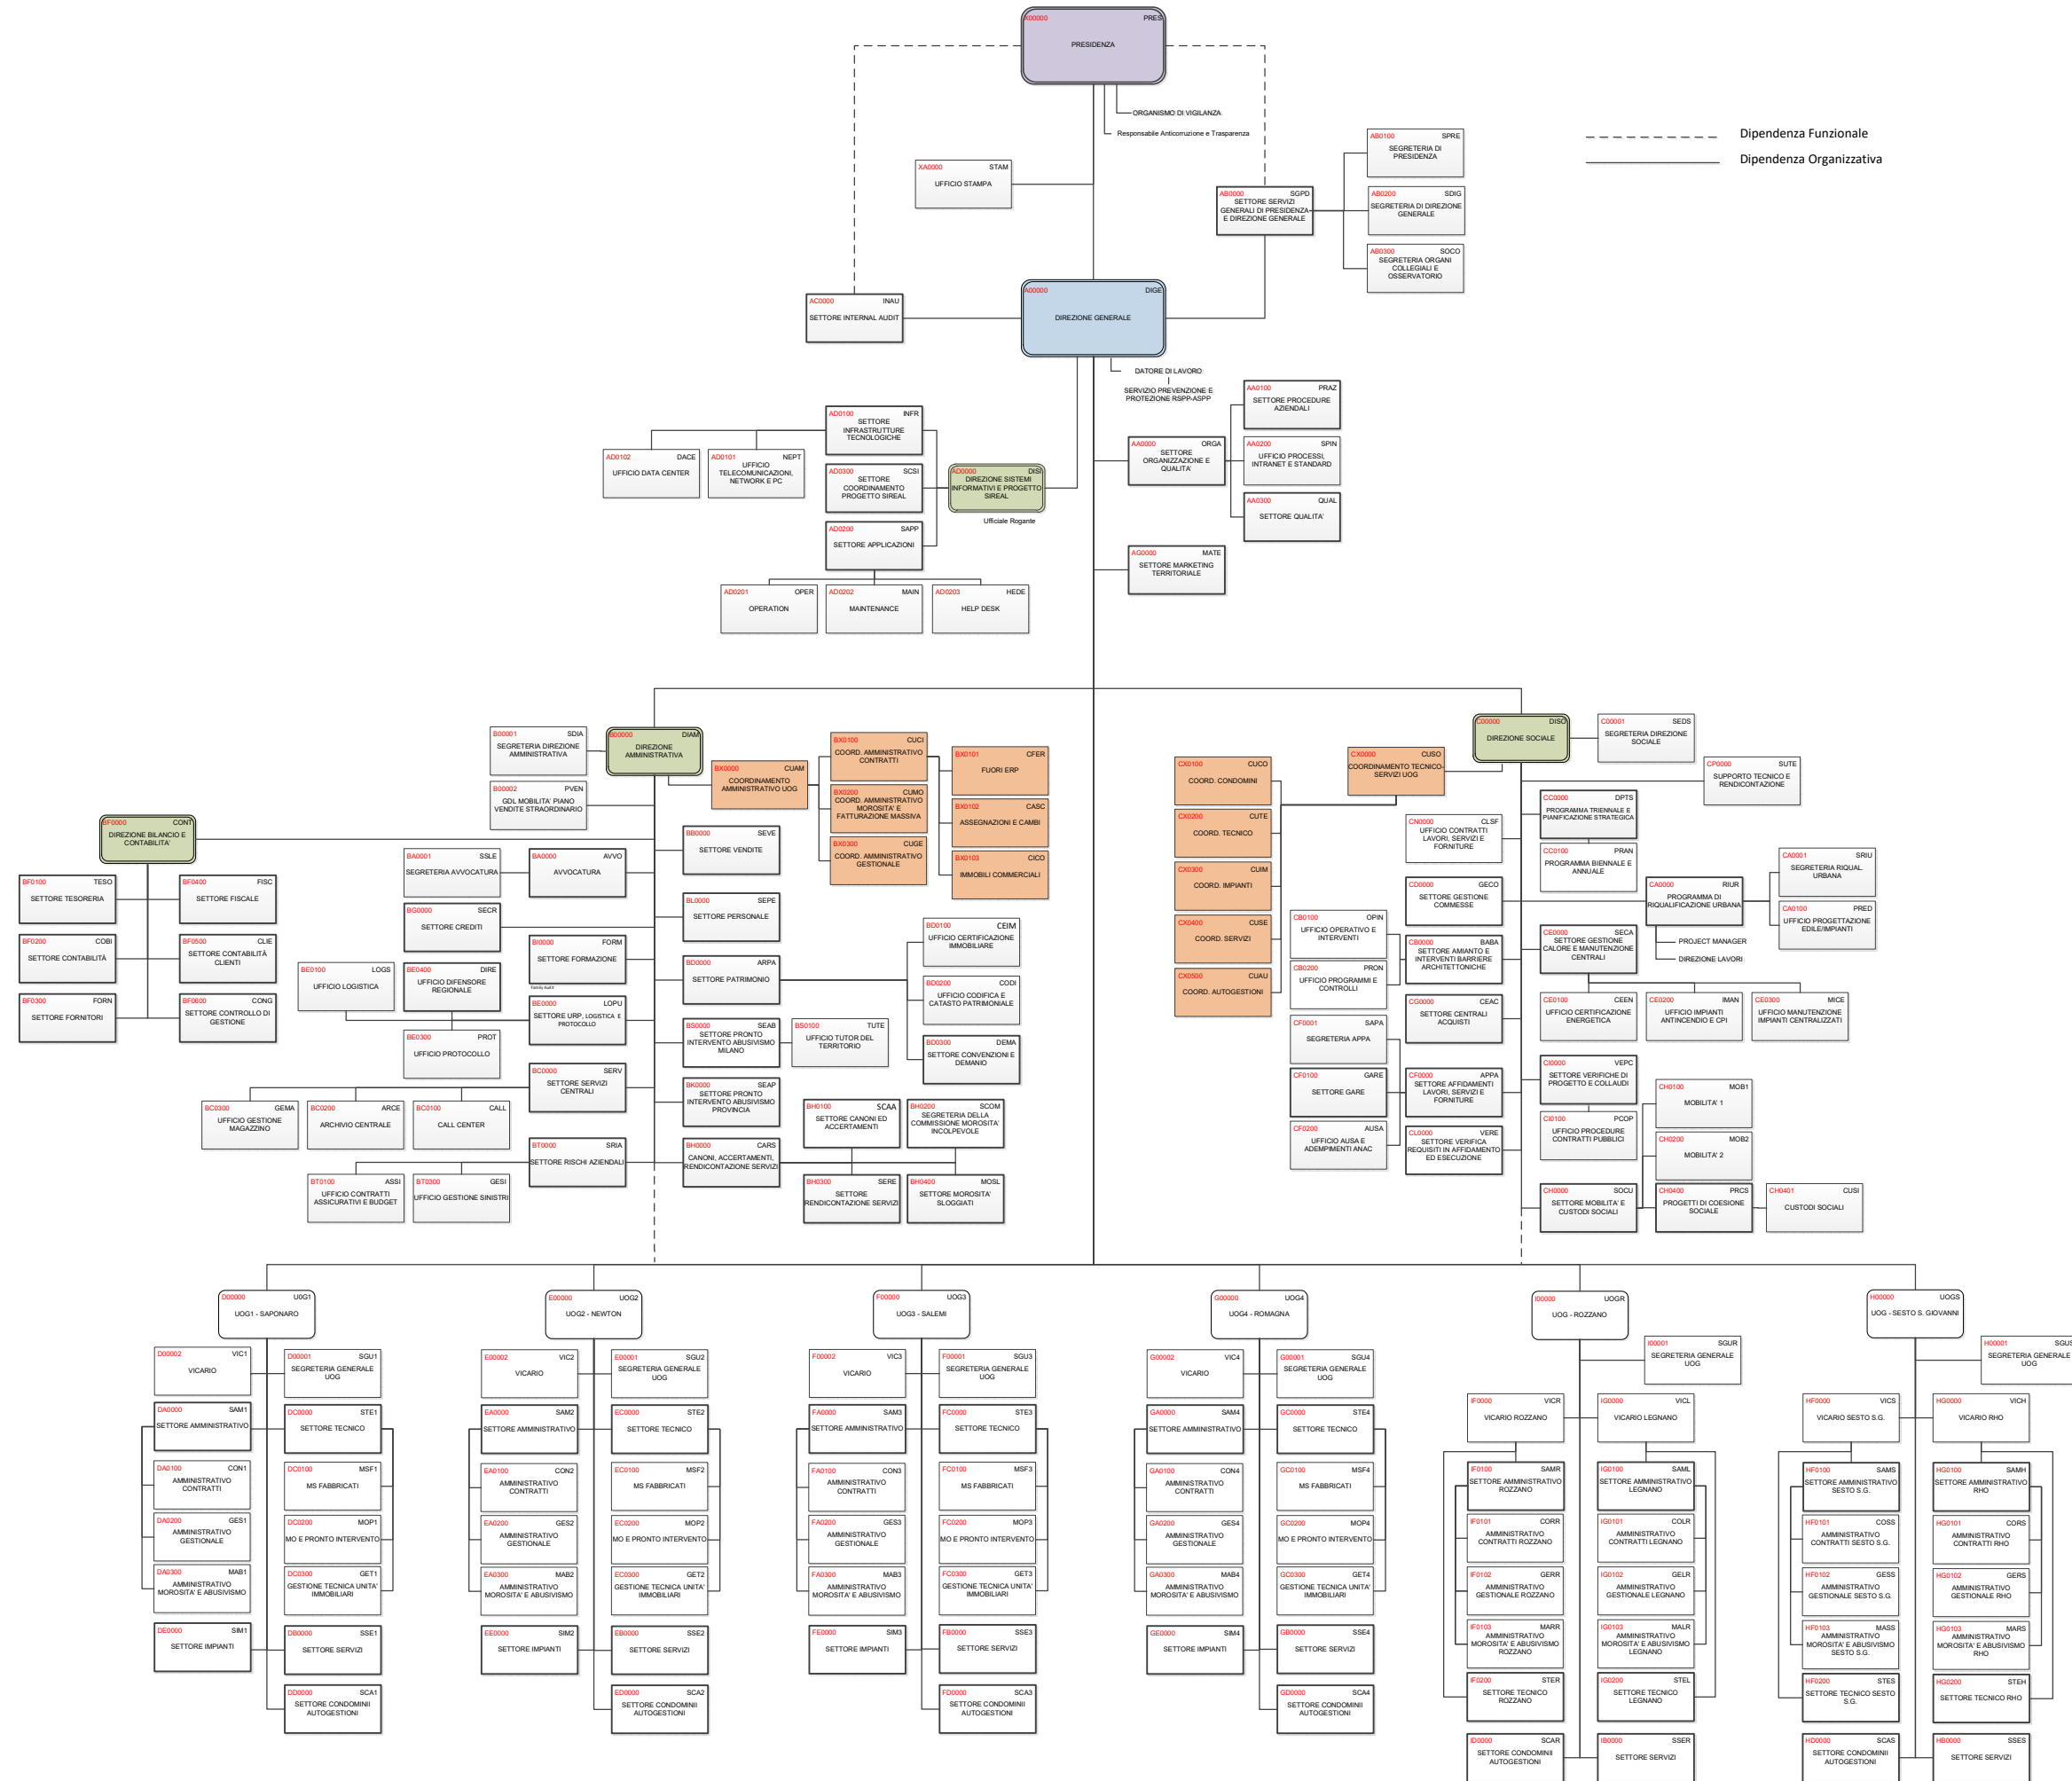 X00000 PRES
PRESIDENZA
ORGANISMO DI VIGILANZA
Responsabile Anticorruzione e Trasparenza
Dipendenza Funzionale
Dipendenza Organizzativa
XA0000 STAM
UFFICIO STAMPA
AB0000 SGPD
SETTORE SERVIZI
GENERALI DI PRESIDENZA
E DIREZIONE GENERALE
AB0100 SPRE
SEGRETERIA DI
PRESIDENZA
AB0200 SDIG
SEGRETERIA DI DIREZIONE
GENERALE
AB0300 SOCO
SEGRETERIA ORGANI
COLLEGIALI E
OSSERVATORIO
AC0000 INAU
SETTORE INTERNAL AUDIT
A00000 DIGE
DIREZIONE GENERALE
DATORE DI LAVORO
SERVIZIO PREVENZIONE E
PROTEZIONE RSPP-ASPP
AD0100 INFR
SETTORE
INFRASTRUTTURE
TECNOLOGICHE
AD0102 DACE
UFFICIO DATA CENTER
AD0101 NEPT
UFFICIO
TELECOMUNICAZIONI,
NETWORK E PC
AD0300 SCSI
SETTORE
COORDINAMENTO
PROGETTO SIREAL
AD0000 DISI
DIREZIONE SISTEMI
INFORMATIVI E PROGETTO
SIREAL
Ufficiale Rogante
AD0200 SAPP
SETTORE APPLICAZIONI
AD0201 OPER
OPERATION
AD0202 MAIN
MAINTENANCE
AD0203 HEDE
HELP DESK
AA0000 ORGA
SETTORE
ORGANIZZAZIONE E
QUALITA'
AA0100 PRAZ
SETTORE PROCEDURE
AZIENDALI
AA0200 SPIN
UFFICIO PROCESSI,
INTRANET E STANDARD
AA0300 QUAL
SETTORE QUALITA'
AG0000 MATE
SETTORE MARKETING
TERRITORIALE
B00001 SDIA
SEGRETERIA DIREZIONE
AMMINISTRATIVA
B00000 DIAM
DIREZIONE
AMMINISTRATIVA
B00002 PVEN
GDL MOBILITA' PIANO
VENDITE STRAORDINARIO
BX0000 CUAM
COORDINAMENTO
AMMINISTRATIVO UOG
BX0100 CUCI
COORD. AMMINISTRATIVO
CONTRATTI
BX0200 CUMO
COORD. AMMINISTRATIVO
MOROSITA' E
FATTURAZIONE MASSIVA
BX0300 CUGE
COORD. AMMINISTRATIVO
GESTIONALE
BX0101 CFER
FUORI ERP
BX0102 CASC
ASSEGNAZIONI E CAMBI
BX0103 CICO
IMMOBILI COMMERCIALI
BF0000 CONT
DIREZIONE BILANCIO E
CONTABILITA'
BF0100 TESO
SETTORE TESORERIA
BF0400 FISC
SETTORE FISCALE
BF0200 COBI
SETTORE CONTABILITÀ
BF0500 CLIE
SETTORE CONTABILITÀ
CLIENTI
BF0300 FORN
SETTORE FORNITORI
BF0600 CONG
SETTORE CONTROLLO DI
GESTIONE
BB0000 SEVE
SETTORE VENDITE
BA0001 SSLE
SEGRETERIA AVVOCATURA
BA0000 AVVO
AVVOCATURA
BG0000 SECR
SETTORE CREDITI
BL0000 SEPE
SETTORE PERSONALE
BI0000 FORM
SETTORE FORMAZIONE
Family Audit
BD0000 ARPA
SETTORE PATRIMONIO
BD0100 CEIM
UFFICIO CERTIFICAZIONE
IMMOBILIARE
BD0200 CODI
UFFICIO CODIFICA E
CATASTO PATRIMONIALE
BD0300 DEMA
SETTORE CONVENZIONI E
DEMANIO
BE0100 LOGS
UFFICIO LOGISTICA
BE0400 DIRE
UFFICIO DIFENSORE
REGIONALE
BE0000 LOPU
SETTORE URP, LOGISTICA E
PROTOCOLLO
BE0300 PROT
UFFICIO PROTOCOLLO
BS0000 SEAB
SETTORE PRONTO
INTERVENTO ABUSIVISMO
MILANO
BS0100 TUTE
UFFICIO TUTOR DEL
TERRITORIO
BC0000 SERV
SETTORE SERVIZI
CENTRALI
BK0000 SEAP
SETTORE PRONTO
INTERVENTO ABUSIVISMO
PROVINCIA
BC0300 GEMA
UFFICIO GESTIONE
MAGAZZINO
BC0200 ARCE
ARCHIVIO CENTRALE
BC0100 CALL
CALL CENTER
BT0000 SRIA
SETTORE RISCHI AZIENDALI
BT0100 ASSI
UFFICIO CONTRATTI
ASSICURATIVI E BUDGET
BT0300 GESI
UFFICIO GESTIONE SINISTRI
BH0000 CARS
CANONI, ACCERTAMENTI,
RENDICONTAZIONE SERVIZI
BH0100 SCAA
SETTORE CANONI ED
ACCERTAMENTI
BH0200 SCOM
SEGRETERIA DELLA
COMMISSIONE MOROSITA'
INCOLPEVOLE
BH0300 SERE
SETTORE
RENDICONTAZIONE SERVIZI
BH0400 MOSL
SETTORE MOROSITA'
SLOGGIATI
C00000 DISO
DIREZIONE SOCIALE
C00001 SEDS
SEGRETERIA DIREZIONE
SOCIALE
CX0000 CUSO
COORDINAMENTO TECNICO-
SERVIZI UOG
CX0100 CUCO
COORD. CONDOMINI
CX0200 CUTE
COORD. TECNICO
CX0300 CUIM
COORD. IMPIANTI
CX0400 CUSE
COORD. SERVIZI
CX0500 CUAU
COORD. AUTOGESTIONI
CP0000 SUTE
SUPPORTO TECNICO E
RENDICONTAZIONE
CC0000 DPTS
PROGRAMMA TRIENNALE E
PIANIFICAZIONE STRATEGICA
CC0100 PRAN
PROGRAMMA BIENNALE E
ANNUALE
CN0000 CLSF
UFFICIO CONTRATTI
LAVORI, SERVIZI E
FORNITURE
CD0000 GECO
SETTORE GESTIONE
COMMESSE
CA0000 RIUR
PROGRAMMA DI
RIQUALIFICAZIONE URBANA
CA0001 SRIU
SEGRETERIA RIQUAL.
URBANA
CA0100 PRED
UFFICIO PROGETTAZIONE
EDILE/IMPIANTI
PROJECT MANAGER
DIREZIONE LAVORI
CB0100 OPIN
UFFICIO OPERATIVO E
INTERVENTI
CB0000 BABA
SETTORE AMIANTO E
INTERVENTI BARRIERE
ARCHITETTONICHE
CB0200 PRON
UFFICIO PROGRAMMI E
CONTROLLI
CE0000 SECA
SETTORE GESTIONE
CALORE E MANUTENZIONE
CENTRALI
CE0100 CEEN
UFFICIO CERTIFICAZIONE
ENERGETICA
CE0200 IMAN
UFFICIO IMPIANTI
ANTINCENDIO E CPI
CE0300 MICE
UFFICIO MANUTENZIONE
IMPIANTI CENTRALIZZATI
CG0000 CEAC
SETTORE CENTRALI
ACQUISTI
CF0001 SAPA
SEGRETERIA APPA
CF0100 GARE
SETTORE GARE
CF0000 APPA
SETTORE AFFIDAMENTI
LAVORI, SERVIZI E
FORNITURE
CF0200 AUSA
UFFICIO AUSA E
ADEMPIMENTI ANAC
CL0000 VERE
SETTORE VERIFICA
REQUISITI IN AFFIDAMENTO
ED ESECUZIONE
CI0000 VEPC
SETTORE VERIFICHE DI
PROGETTO E COLLAUDI
CI0100 PCOP
UFFICIO PROCEDURE
CONTRATTI PUBBLICI
CH0100 MOB1
MOBILITA' 1
CH0200 MOB2
MOBILITA' 2
CH0000 SOCU
SETTORE MOBILITA' E
CUSTODI SOCIALI
CH0400 PRCS
PROGETTI DI COESIONE
SOCIALE
CH0401 CUSI
CUSTODI SOCIALI
D00000 UOG1
UOG1 - SAPONARO
D00002 VIC1
VICARIO
D00001 SGU1
SEGRETERIA GENERALE
UOG
DA0000 SAM1
SETTORE AMMINISTRATIVO
DC0000 STE1
SETTORE TECNICO
DA0100 CON1
AMMINISTRATIVO
CONTRATTI
DC0100 MSF1
MS FABBRICATI
DA0200 GES1
AMMINISTRATIVO
GESTIONALE
DC0200 MOP1
MO E PRONTO INTERVENTO
DA0300 MAB1
AMMINISTRATIVO
MOROSITA' E ABUSIVISMO
DC0300 GET1
GESTIONE TECNICA UNITA'
IMMOBILIARI
DE0000 SIM1
SETTORE IMPIANTI
DB0000 SSE1
SETTORE SERVIZI
DD0000 SCA1
SETTORE CONDOMINII
AUTOGESTIONI
E00000 UOG2
UOG2 - NEWTON
E00002 VIC2
VICARIO
E00001 SGU2
SEGRETERIA GENERALE
UOG
EA0000 SAM2
SETTORE AMMINISTRATIVO
EC0000 STE2
SETTORE TECNICO
EA0100 CON2
AMMINISTRATIVO
CONTRATTI
EC0100 MSF2
MS FABBRICATI
EA0200 GES2
AMMINISTRATIVO
GESTIONALE
EC0200 MOP2
MO E PRONTO INTERVENTO
EA0300 MAB2
AMMINISTRATIVO
MOROSITA' E ABUSIVISMO
EC0300 GET2
GESTIONE TECNICA UNITA'
IMMOBILIARI
EE0000 SIM2
SETTORE IMPIANTI
EB0000 SSE2
SETTORE SERVIZI
ED0000 SCA2
SETTORE CONDOMINII
AUTOGESTIONI
F00000 UOG3
UOG3 - SALEMI
F00002 VIC3
VICARIO
F00001 SGU3
SEGRETERIA GENERALE
UOG
FA0000 SAM3
SETTORE AMMINISTRATIVO
FC0000 STE3
SETTORE TECNICO
FA0100 CON3
AMMINISTRATIVO
CONTRATTI
FC0100 MSF3
MS FABBRICATI
FA0200 GES3
AMMINISTRATIVO
GESTIONALE
FC0200 MOP3
MO E PRONTO INTERVENTO
FA0300 MAB3
AMMINISTRATIVO
MOROSITA' E ABUSIVISMO
FC0300 GET3
GESTIONE TECNICA UNITA'
IMMOBILIARI
FE0000 SIM3
SETTORE IMPIANTI
FB0000 SSE3
SETTORE SERVIZI
FD0000 SCA3
SETTORE CONDOMINII
AUTOGESTIONI
G00000 UOG4
UOG4 - ROMAGNA
G00002 VIC4
VICARIO
G00001 SGU4
SEGRETERIA GENERALE
UOG
GA0000 SAM4
SETTORE AMMINISTRATIVO
GC0000 STE4
SETTORE TECNICO
GA0100 CON4
AMMINISTRATIVO
CONTRATTI
GC0100 MSF4
MS FABBRICATI
GA0200 GES4
AMMINISTRATIVO
GESTIONALE
GC0200 MOP4
MO E PRONTO INTERVENTO
GA0300 MAB4
AMMINISTRATIVO
MOROSITA' E ABUSIVISMO
GC0300 GET4
GESTIONE TECNICA UNITA'
IMMOBILIARI
GE0000 SIM4
SETTORE IMPIANTI
GB0000 SSE4
SETTORE SERVIZI
GD0000 SCA4
SETTORE CONDOMINII
AUTOGESTIONI
I00000 UOGR
UOG - ROZZANO
I00001 SGUR
SEGRETERIA GENERALE
UOG
IF0000 VICR
VICARIO ROZZANO
IG0000 VICL
VICARIO LEGNANO
IF0100 SAMR
SETTORE AMMINISTRATIVO
ROZZANO
IG0100 SAML
SETTORE AMMINISTRATIVO
LEGNANO
IF0101 CORR
AMMINISTRATIVO
CONTRATTI ROZZANO
IG0101 COLR
AMMINISTRATIVO
CONTRATTI LEGNANO
IF0102 GERR
AMMINISTRATIVO
GESTIONALE ROZZANO
IG0102 GELR
AMMINISTRATIVO
GESTIONALE LEGNANO
IF0103 MARR
AMMINISTRATIVO
MOROSITA' E ABUSIVISMO
ROZZANO
IG0103 MALR
AMMINISTRATIVO
MOROSITA' E ABUSIVISMO
LEGNANO
IF0200 STER
SETTORE TECNICO
ROZZANO
IG0200 STEL
SETTORE TECNICO
LEGNANO
ID0000 SCAR
SETTORE CONDOMINII
AUTOGESTIONI
IB0000 SSER
SETTORE SERVIZI
H00000 UOGS
UOG - SESTO S. GIOVANNI
H00001 SGUS
SEGRETERIA GENERALE
UOG
HF0000 VICS
VICARIO SESTO S.G.
HG0000 VICH
VICARIO RHO
HF0100 SAMS
SETTORE AMMINISTRATIVO
SESTO S.G.
HG0100 SAMH
SETTORE AMMINISTRATIVO
RHO
HF0101 COSS
AMMINISTRATIVO
CONTRATTI SESTO S.G.
HG0101 CORS
AMMINISTRATIVO
CONTRATTI RHO
HF0102 GESS
AMMINISTRATIVO
GESTIONALE SESTO S.G.
HG0102 GERS
AMMINISTRATIVO
GESTIONALE RHO
HF0103 MASS
AMMINISTRATIVO
MOROSITA' E ABUSIVISMO
SESTO S.G.
HG0103 MARS
AMMINISTRATIVO
MOROSITA' E ABUSIVISMO
RHO
HF0200 STES
SETTORE TECNICO SESTO
S.G.
HG0200 STEH
SETTORE TECNICO RHO
HD0000 SCAS
SETTORE CONDOMINII
AUTOGESTIONI
HB0000 SSES
SETTORE SERVIZI